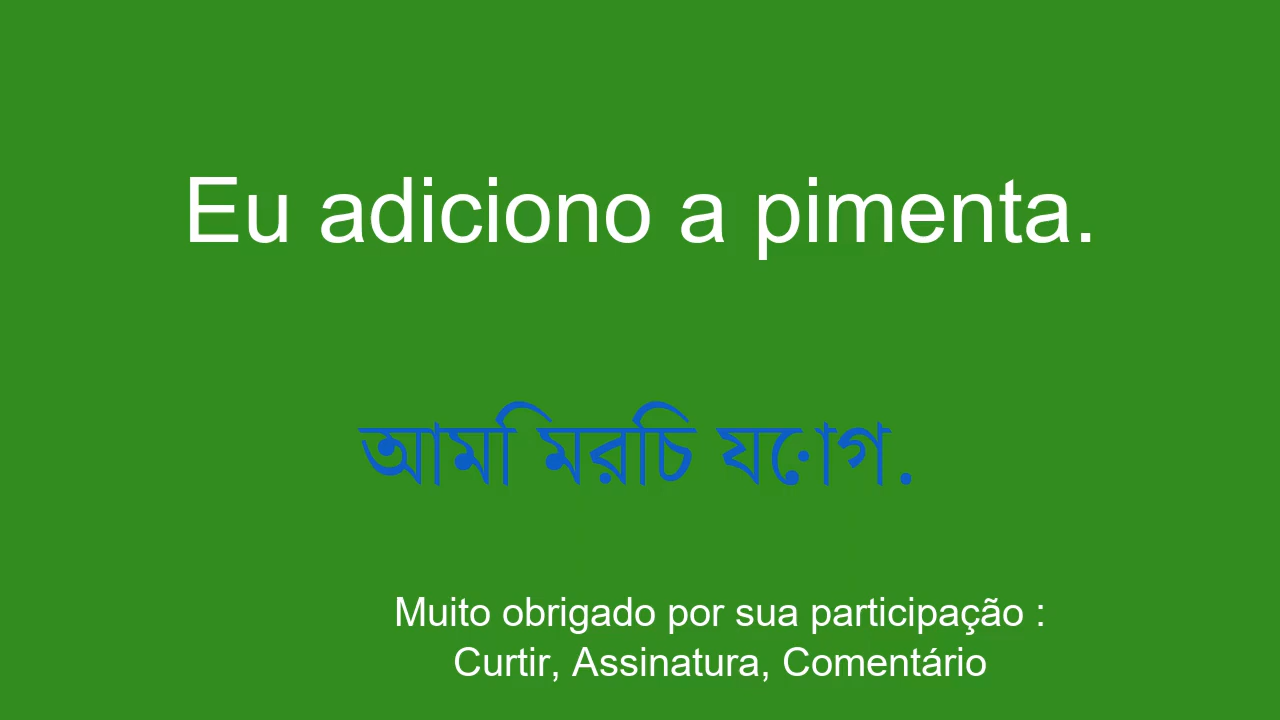 Eu adiciono a pimenta.
আমি মরিচ যোগ.
Muito obrigado por sua participação :
Curtir, Assinatura, Comentário